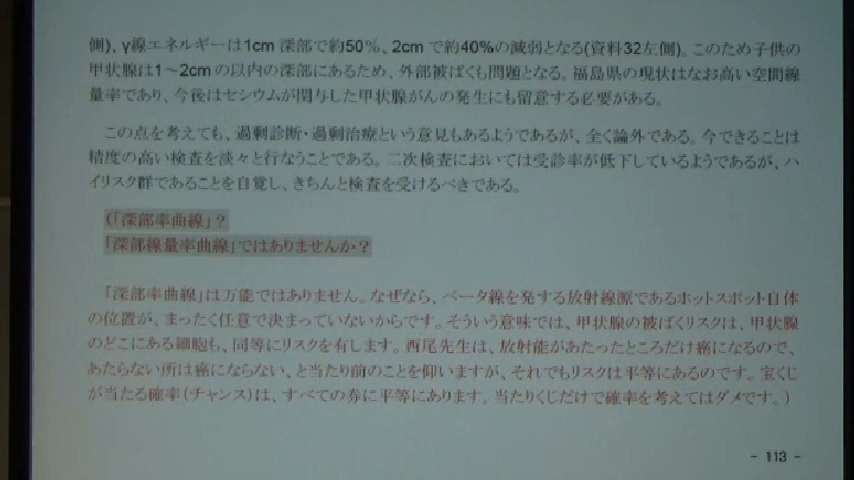 側)、γ線エネルギーは1cm 深部で約50％、2cm で約40%の減弱となる(資料32左側)。このため子供の
甲状腺は1～2cm の以内の深部にあるため、外部被ばくも問題となる。福島県の現状はなお高い空間線
量率であり、今後はセシウムが関与した甲状腺がんの発生にも留意する必要がある。
この点を考えても、過剰診断・過剰治療という意見もあるようであるが、全く論外である。今できることは
精度の高い検査を淡々と行なうことである。二次検査においては受診率が低下しているようであるが、ハ
イリスク群であることを自覚し、きちんと検査を受けるべきである。
(「深部率曲線」？
「深部線量率曲線」ではありませんか？
「深部率曲線」は万能ではありません。なぜなら、ベータ線を発する放射線源であるホットスポット自体
の位置が、まったく任意で決まっていないからです。そういう意味では、甲状腺の被ばくリスクは、甲状腺
のどこにある細胞も、同等にリスクを有します。西尾先生は、放射能があたったところだけ癌になるので、
あたらない所は癌にならない、と当たり前のことを仰いますが、それでもリスクは平等にあるのです。宝くじ
が当たる確率(チャンス)は、すべての券に平等にあります。当たりくじだけで確率を考えてはダメです。)
- 113 -